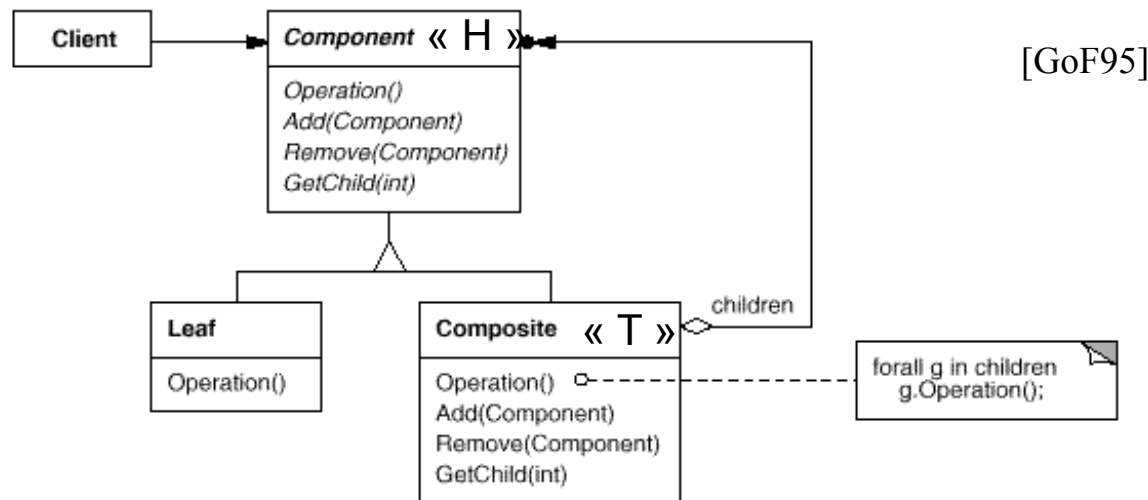 Client
Component « H »
[GoF95]
Operation()
Add(Component)
Remove(Component)
GetChild(int)
children
Leaf
Operation()
Composite « T »
Operation()
Add(Component)
Remove(Component)
GetChild(int)
forall g in children
g.Operation();